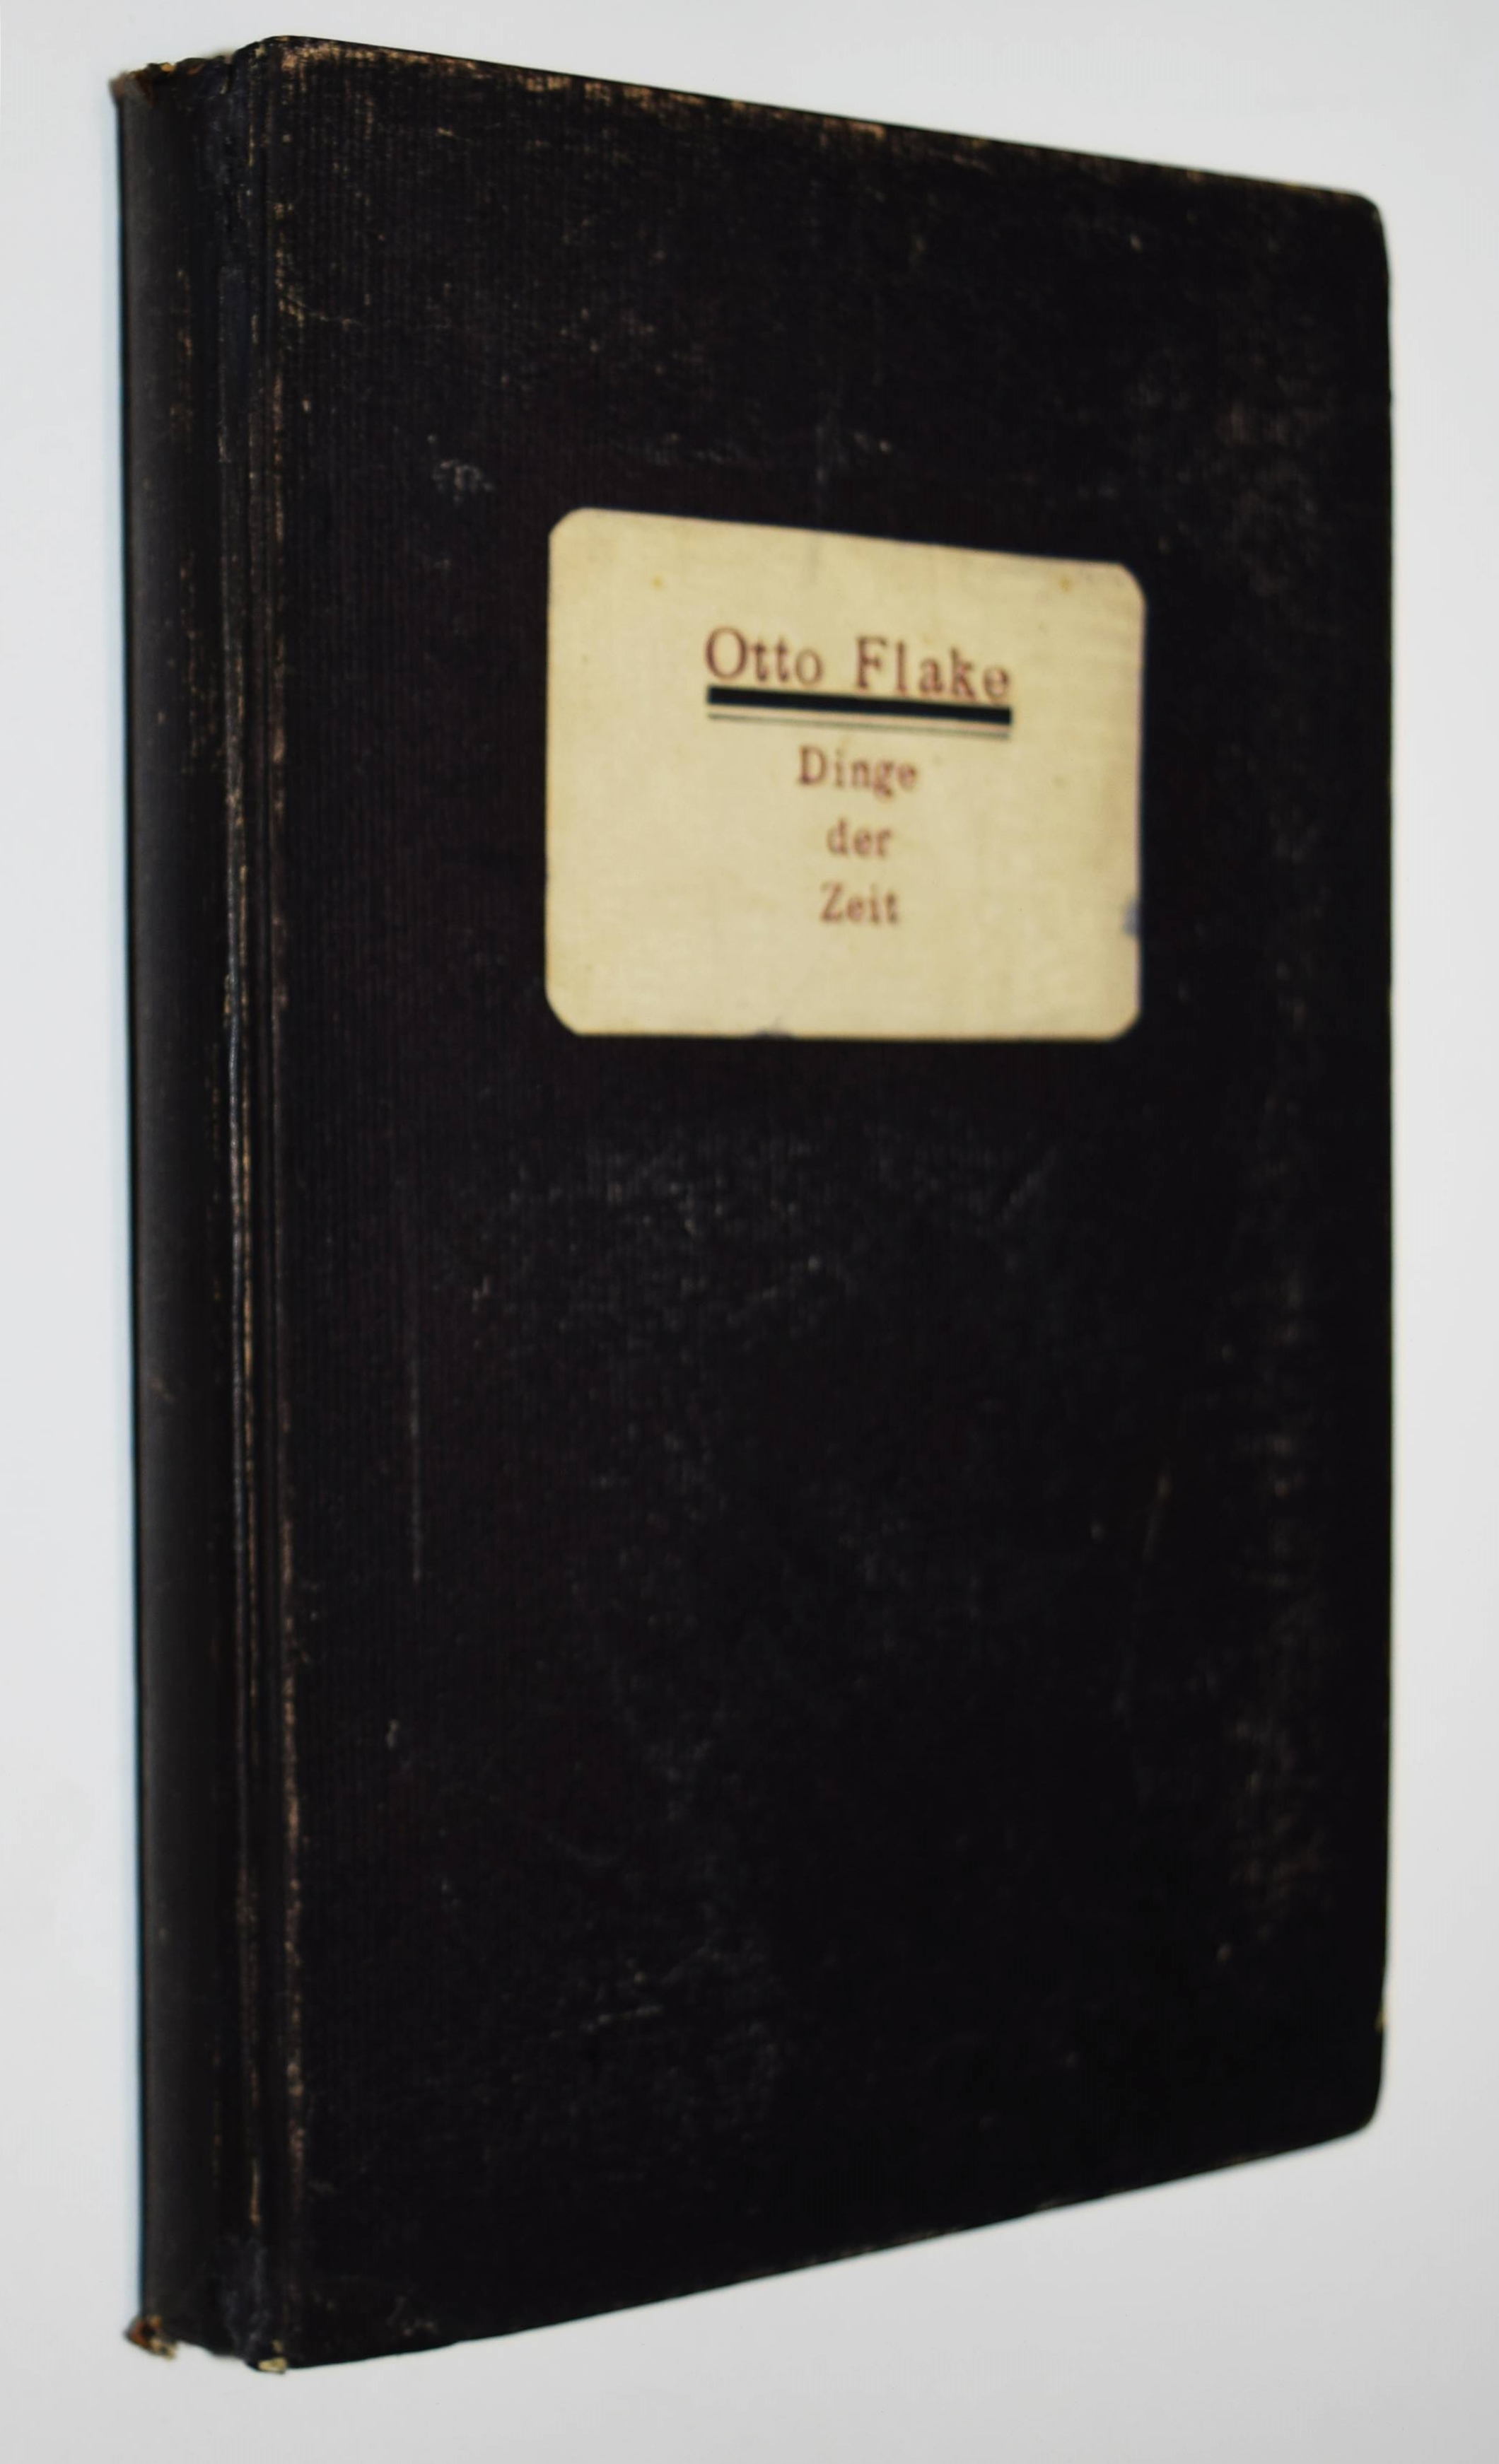 Otto Flake
Dinge
der
Zeit